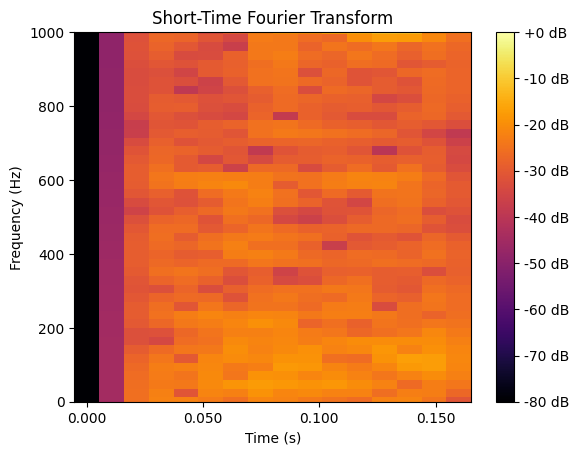 Short-Time Fourier Transform
1000
800
600
400
200
0
Frequency (Hz)
0.000
0.050
0.100
0.150
Time (s)
+0 dB
-10 dB
-20 dB
-30 dB
-40 dB
-50 dB
-60 dB
-70 dB
-80 dB